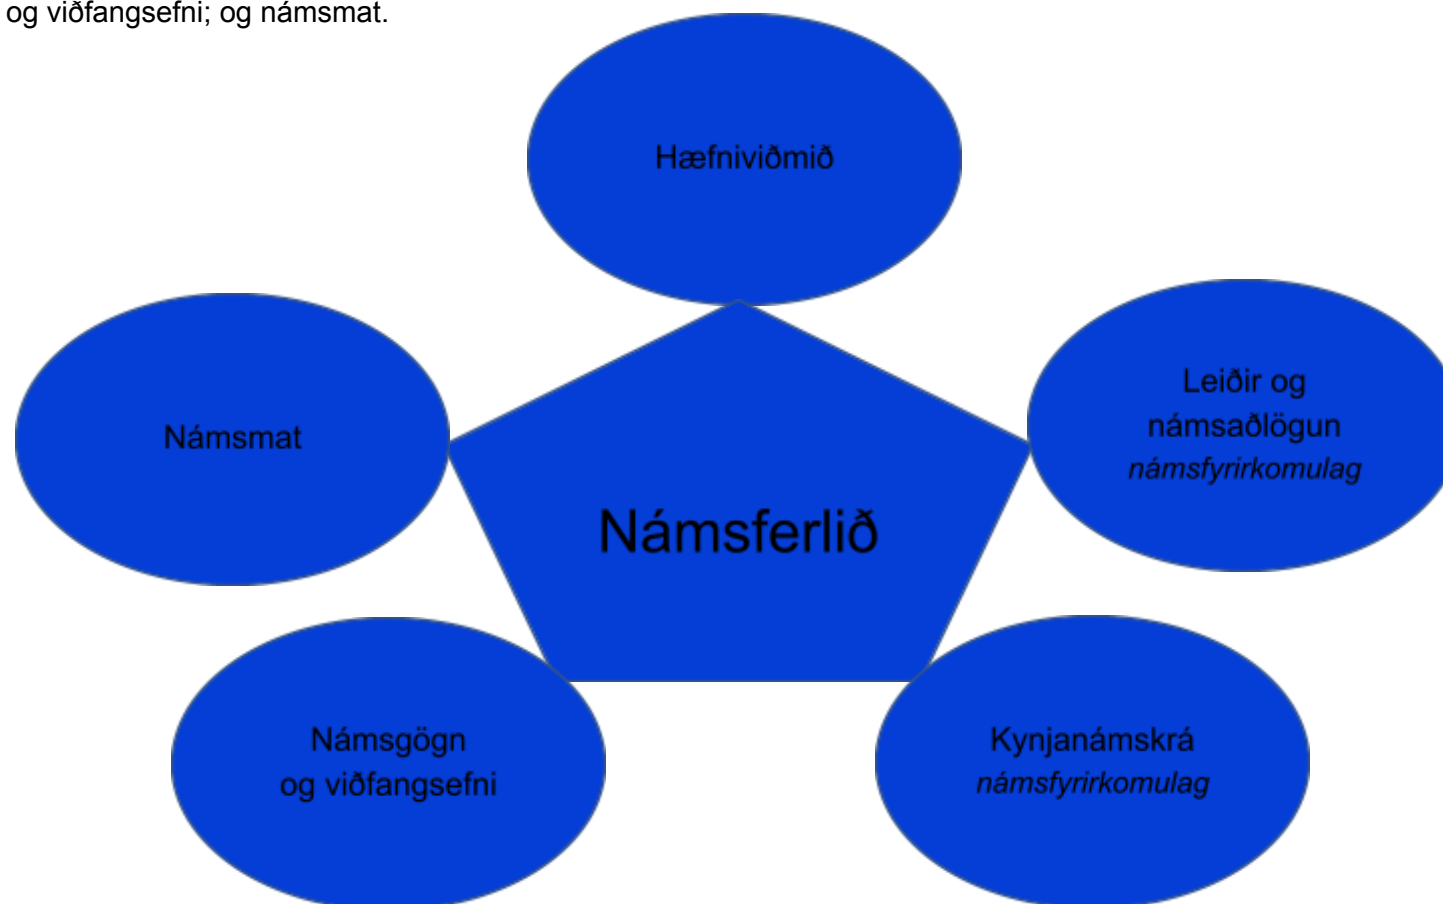 og viðfangsefni; og námsmat.
Hæfniviðmið
Leiðir og
námsaðlögun
námsfyrirkomulag
Námsmat
Námsferlið
Námsgögn
og viðfangsefni
Kynjanámskrá
námsfyrirkomulag